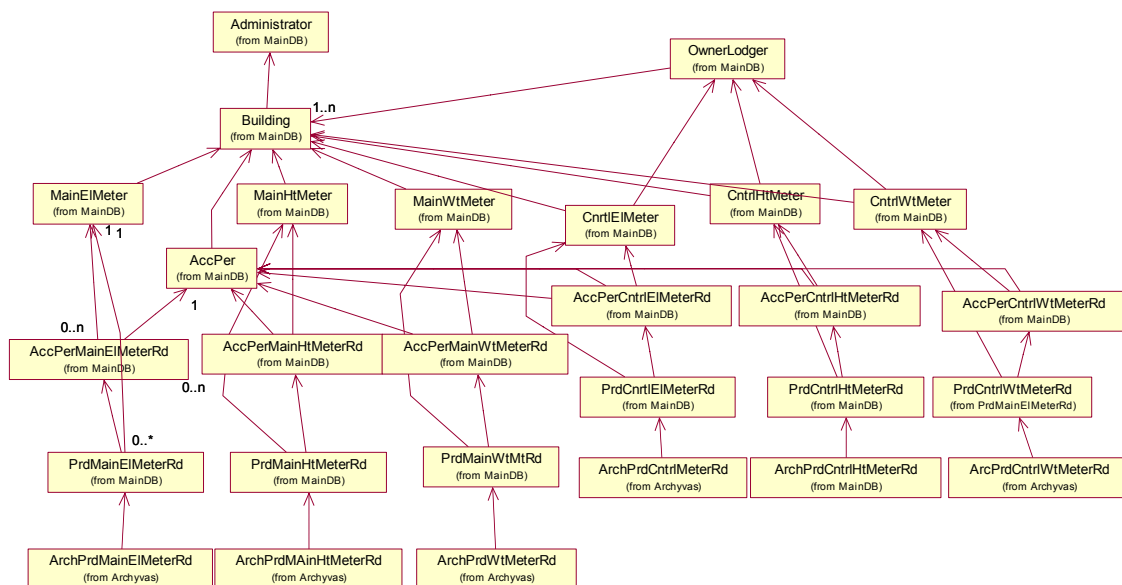 Administrator
(from MainDB)
OwnerLodger
(from MainDB)
1..n
Building
(from MainDB)
MainElMeter
(from MainDB)
MainHtMeter
(from MainDB)
MainWtMeter
(from MainDB)
CnrtlElMeter
(from MainDB)
CntrlHtMeter
(from MainDB)
CntrlWtMeter
(from MainDB)
1
1
AccPer
(from MainDB)
1
AccPerCntrlElMeterRd
(from MainDB)
AccPerCntrlHtMeterRd
(from MainDB)
AccPerCntrlWtMeterRd
(from MainDB)
0..n
AccPerMainElMeterRd
(from MainDB)
AccPerMainHtMeterRd
(from MainDB)
AccPerMainWtMeterRd
(from MainDB)
0..n
PrdCntlElMeterRd
(from MainDB)
PrdCntrlHtMeterRd
(from MainDB)
PrdCntrlWtMeterRd
(from PrdMainElMeterRd)
0..*
PrdMainElMeterRd
(from MainDB)
PrdMainHtMeterRd
(from MainDB)
PrdMainWtMtRd
(from MainDB)
ArchPrdCntrlMeterRd
(from Archyvas)
ArchPrdCntrlHtMeterRd
(from MainDB)
ArcPrdCntrlWtMeterRd
(from Archyvas)
ArchPrdMainElMeterRd
(from Archyvas)
ArchPrdMAinHtMeterRd
(from Archyvas)
ArchPrdWtMeterRd
(from Archyvas)